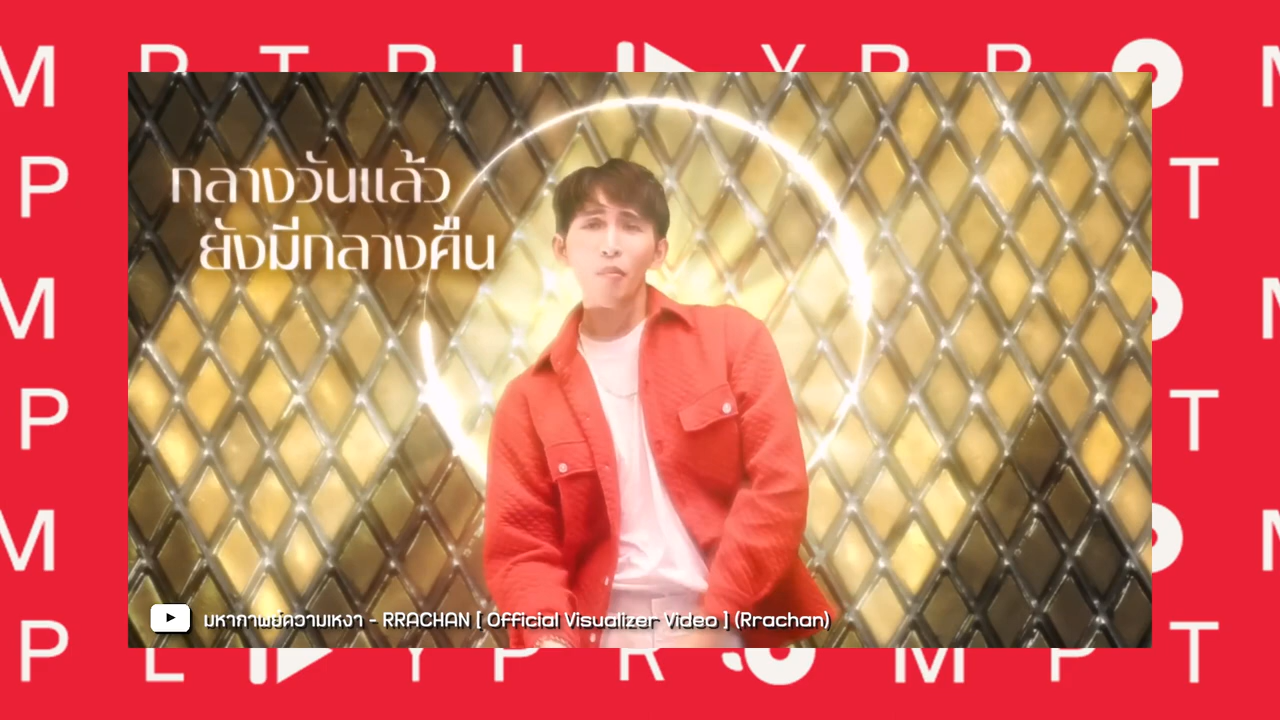 M P T P L Y P R M
กลางวันแล้ว
ยังมีกลางคืน
P T
M M
P T
M M
มหากาพย์ความเหงา - RRACHAN [ Official Visualizer Video ] (Rrachan)
P L Y P R M P T